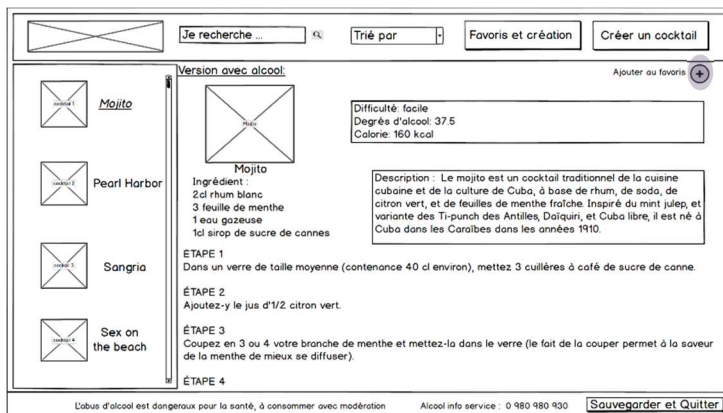 Je recherche ...
Trié par
Favoris et création
Créer un cocktail
cocktail 1
Mojito
cocktail 2
Pearl Harbor
cocktail 3
Sangria
cocktail 4
Sex on
the beach
Version avec alcool:
Ajouter au favoris
Mojito
Mojito
Difficulté: facile
Degrés d'alcool: 37.5
Calorie: 160 kcal
Ingrédient :
2cl rhum blanc
3 feuille de menthe
1 eau gazeuse
1cl sirop de sucre de cannes
Description : Le mojito est un cocktail traditionnel de la cuisine
cubaine et de la culture de Cuba, à base de rhum, de soda, de
citron vert, et de feuilles de menthe fraîche. Inspiré du mint julep, et
variante des Ti-punch des Antilles, Daïquiri, et Cuba libre, il est né à
Cuba dans les Caraïbes dans les années 1910.
ÉTAPE 1
Dans un verre de taille moyenne (contenance 40 cl environ), mettez 3 cuillères à café de sucre de canne.
ÉTAPE 2
Ajoutez-y le jus d'1/2 citron vert.
ÉTAPE 3
Coupez en 3 ou 4 votre branche de menthe et mettez-la dans le verre (le fait de la couper permet à la saveur
de la menthe de mieux se diffuser).
ÉTAPE 4
L'abus d'alcool est dangeraux pour la santé, à consommer avec modération
Alcool info service : 0 980 980 930
Sauvegarder et Quitter